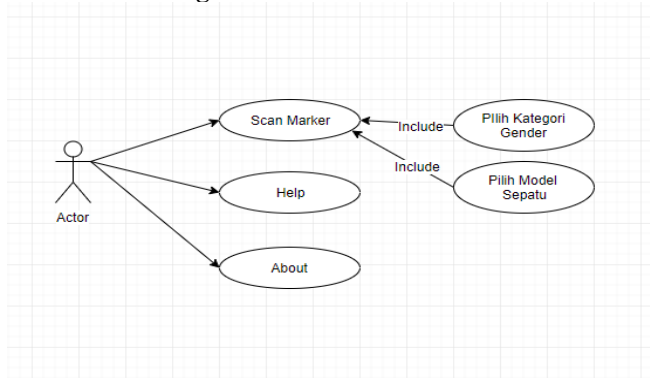 Scan Marker
Include
PIlih Kategori
Gender
Include
Pilih Model
Sepatu
Help
Actor
About